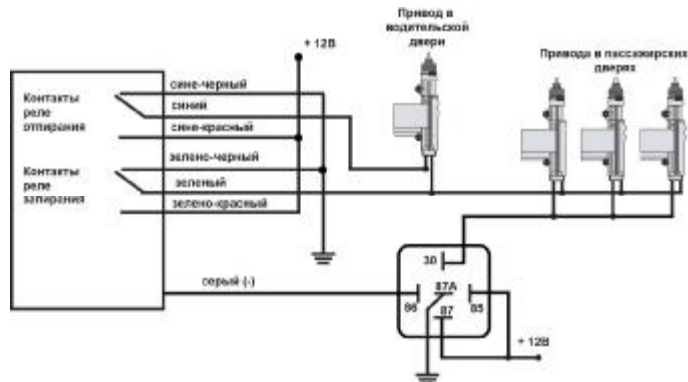 Привод в
водительской
двери
+ 12В
Привода в пассажирских
дверях
сине-черный
Контакты
реле
отпирания
синий
сине-красный
зелено-черный
Контакты
реле
запирания
зеленый
зелено-красный
серый (-)
30
87А
86
87
85
+ 12В